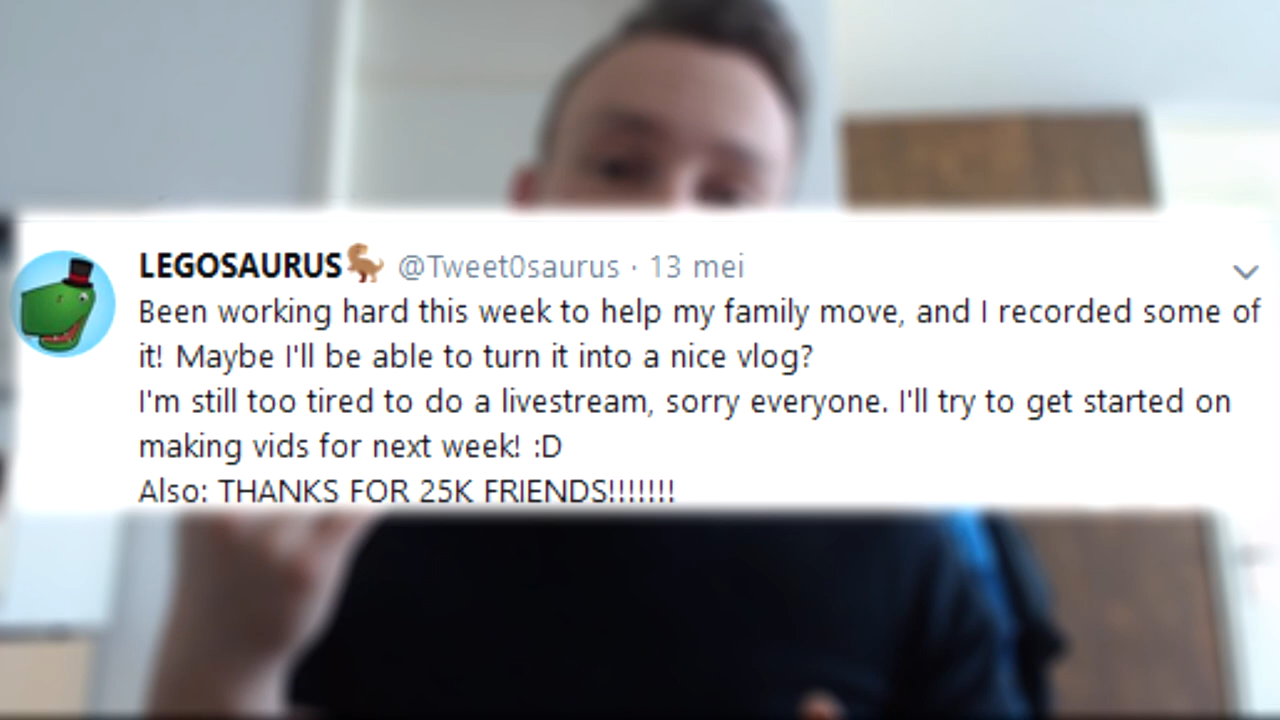 LEGOSAURUS🦖 @Tweet0saurus · 13 mei
Been working hard this week to help my family move, and I recorded some of
it! Maybe I'll be able to turn it into a nice vlog?
I'm still too tired to do a livestream, sorry everyone. I'll try to get started on
making vids for next week! :D
Also: THANKS FOR 25K FRIENDS!!!!!!!